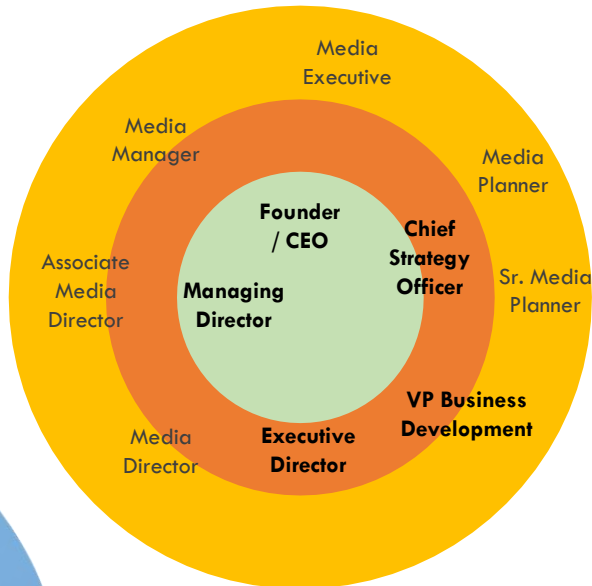 Media
Executive
Media
Manager
Media
Planner
Founder
/ CEO
Chief
Strategy
Officer
Associate
Media
Director
Managing
Director
Sr. Media
Planner
VP Business
Development
Media
Director
Executive
Director